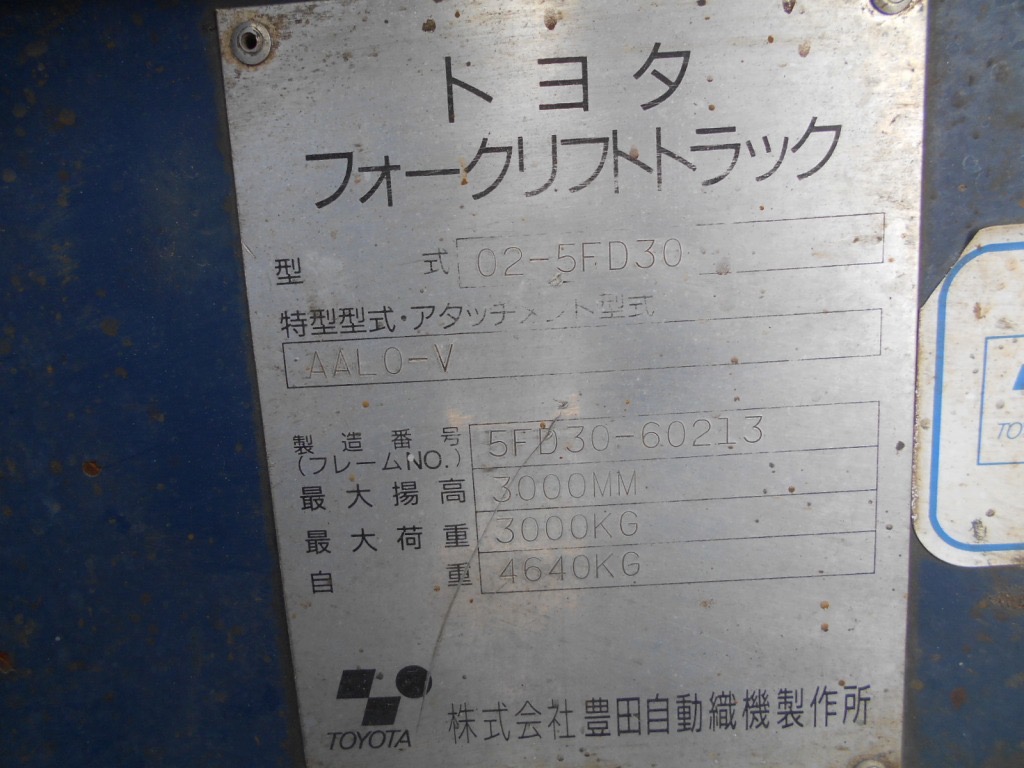 トヨタ
フォークリフトトラック
型式 02-5FD30
特型型式・アタッチメント型式
AALO-V
製造番号 5FD30-60213
(フレームNO.)
最大揚高 3000MM
最大荷重 3000KG
自重 4640KG
TOYOTA 株式会社 豊田自動織機製作所